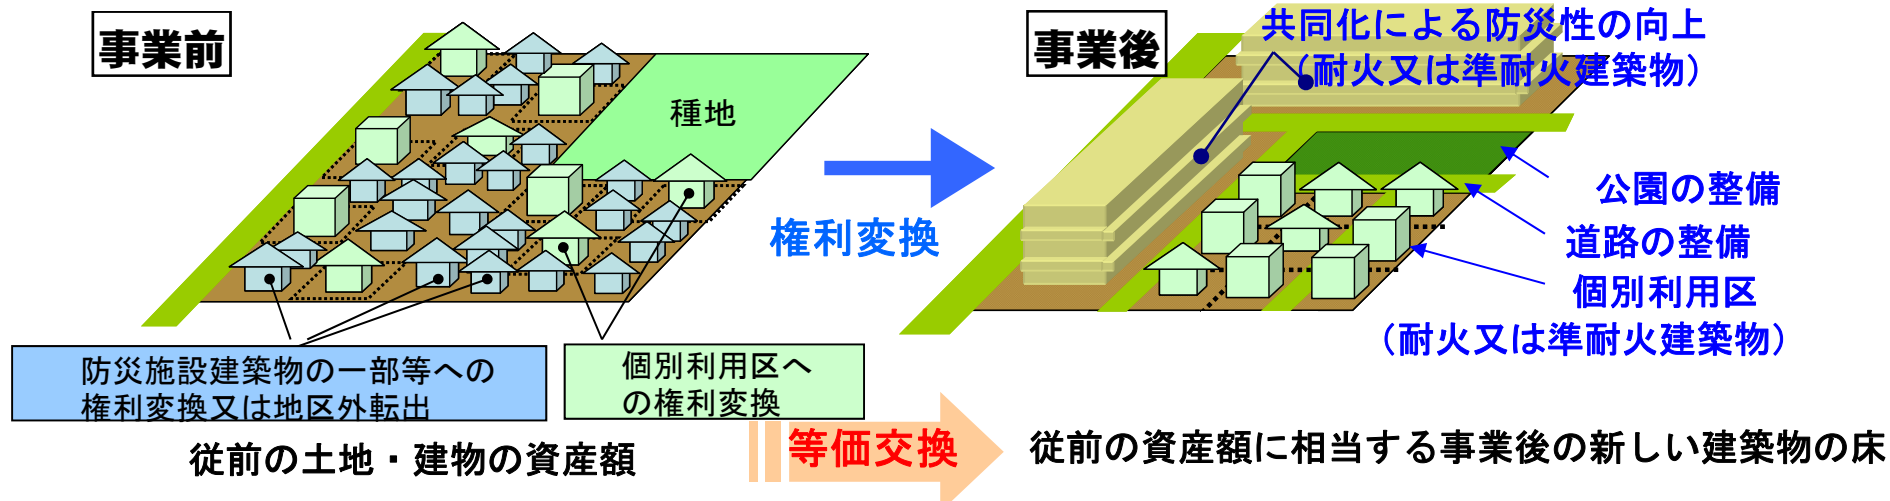 事業前
種地
権利変換
防災施設建築物の一部等への
権利変換又は地区外転出
個別利用区へ
の権利変換
従前の土地・建物の資産額
等価交換
事業後
共同化による防災性の向上
（耐火又は準耐火建築物）
公園の整備
道路の整備
個別利用区
（耐火又は準耐火建築物）
従前の資産額に相当する事業後の新しい建築物の床